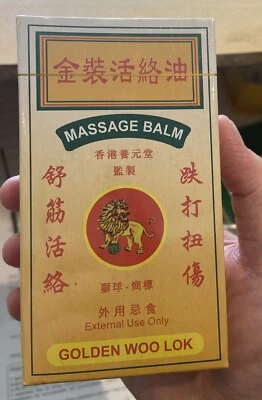 金裝活絡油
MASSAGE BALM
香港養元堂
監製
舒筋活絡
跌打扭傷
獅球·商標
外用忌食
External Use Only
GOLDEN WOO LOK